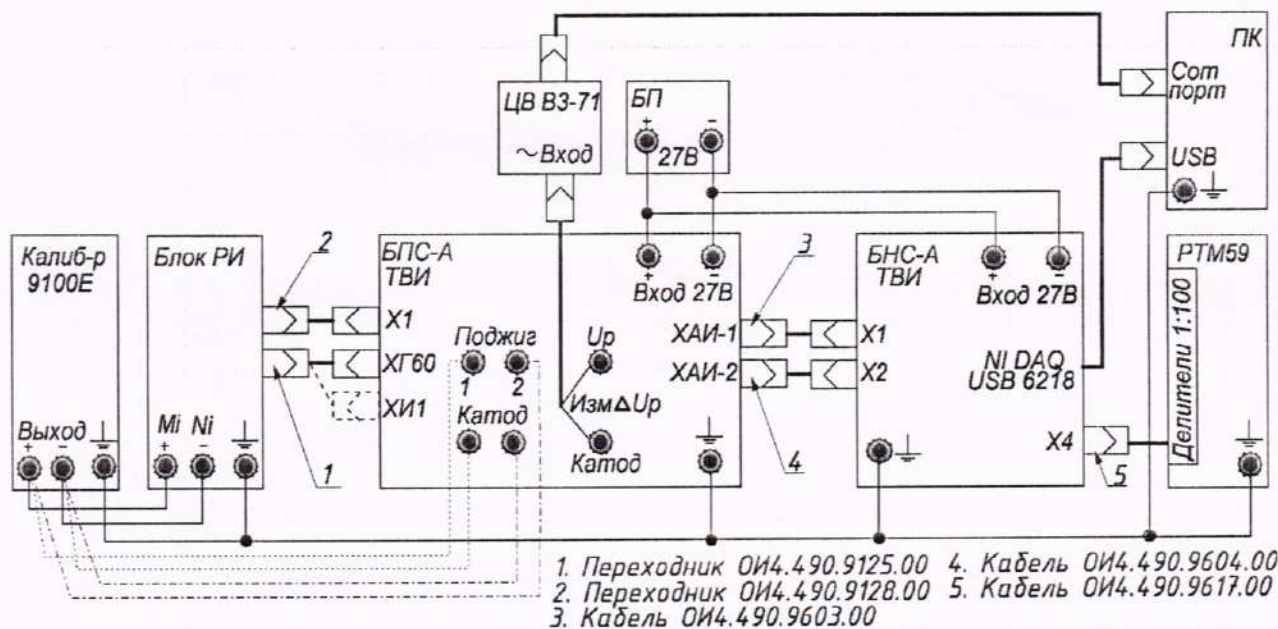 ПК
Com
порт
USB
ЦВ В3-71
~ Вход
БП
+ -
27В
Калиб-р
9100Е
Выход
+ -
Блок РИ
Mi Ni
+ -
2
1
БПС-А
ТВИ
X1
ХГ60
ХИ1
Поджиг
1 2
Катод
Up
Изм Δ Up
Катод
+ -
Вход 27В
ХАИ-1
ХАИ-2
3
4
БНС-А
ТВИ
X1
X2
+ -
Вход 27В
NI DAQ
USB 6218
X4
5
РТМ59
Делители 1:100
1. Переходник ОИ4.490.9125.00
2. Переходник ОИ4.490.9128.00
3. Кабель ОИ4.490.9603.00
4. Кабель ОИ4.490.9604.00
5. Кабель ОИ4.490.9617.00